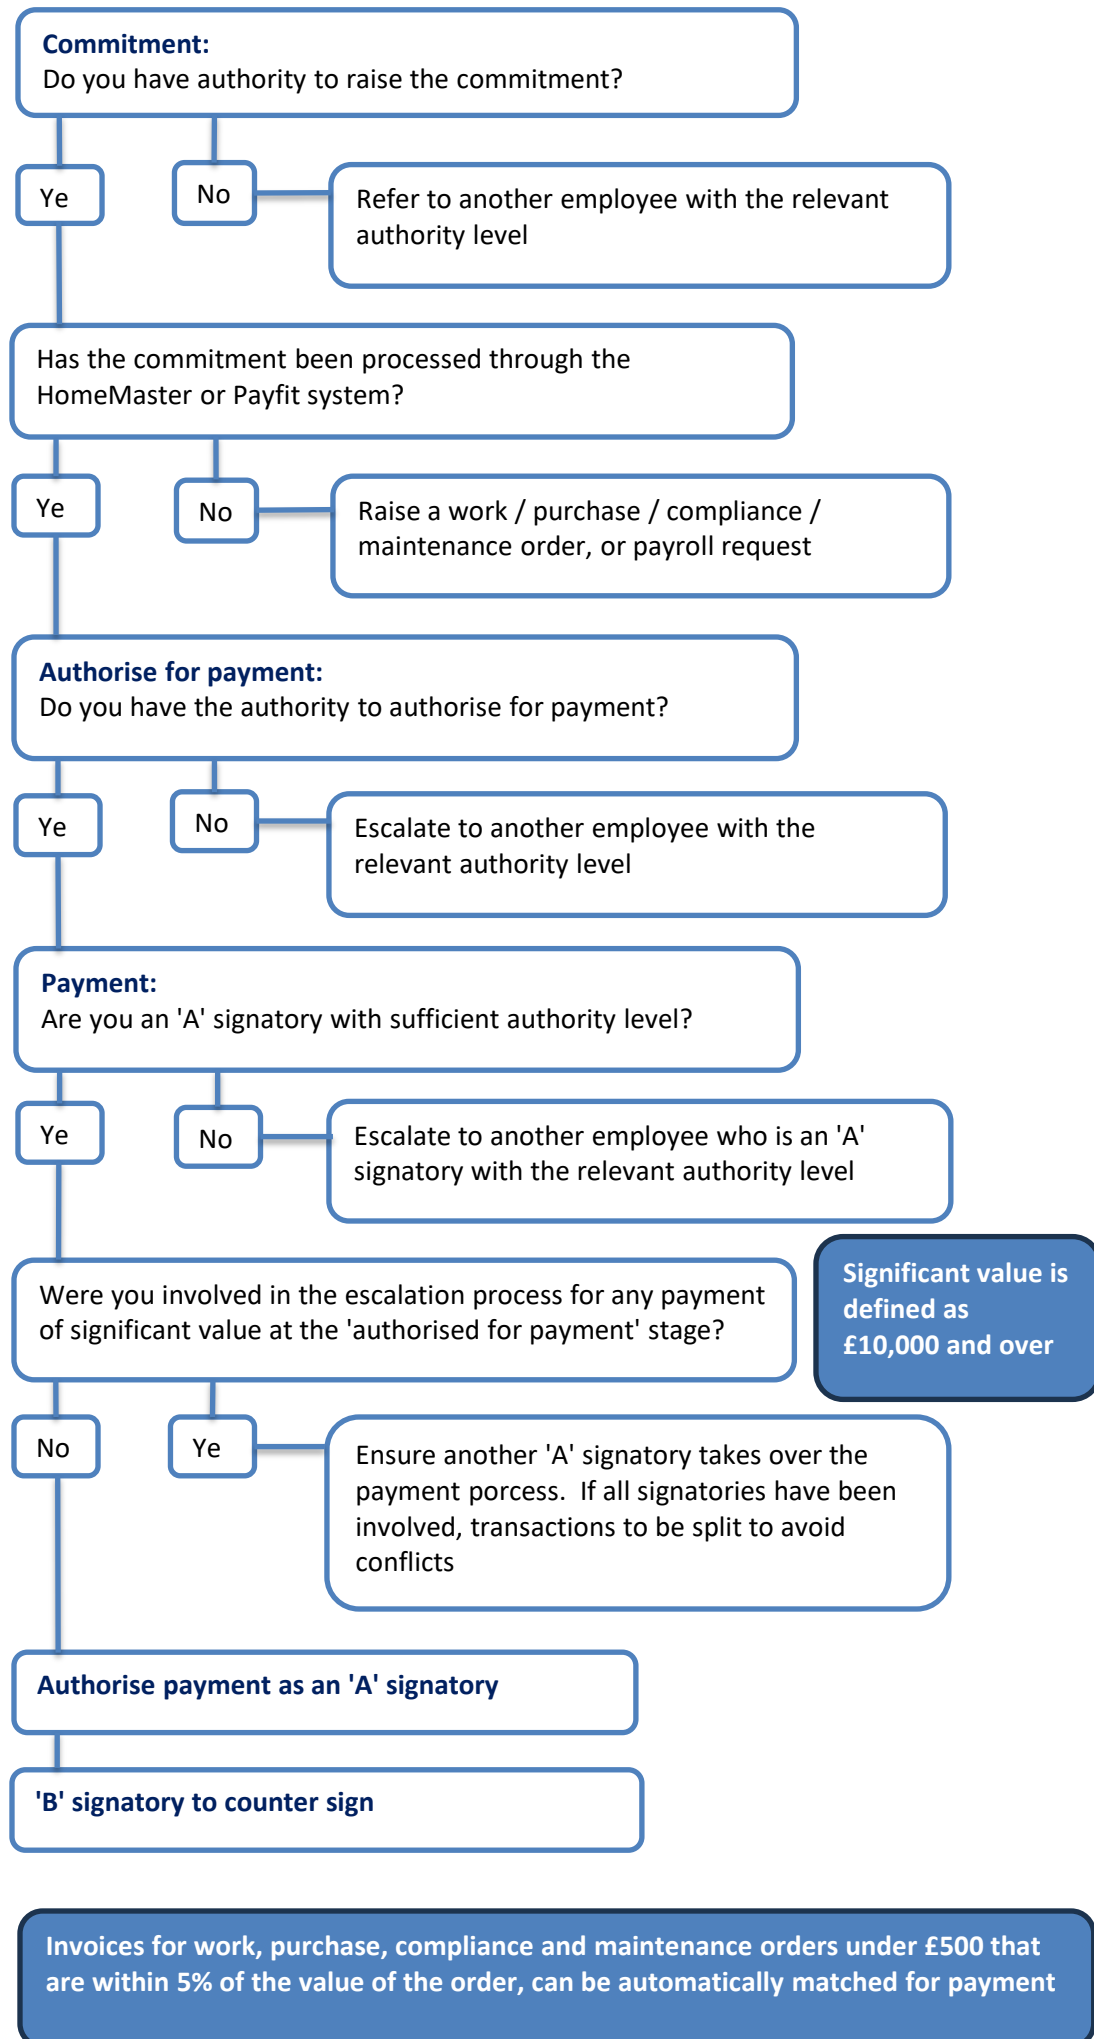 Commitment:
Do you have authority to raise the commitment?
Ye
No
Refer to another employee with the relevant
authority level
Has the commitment been processed through the
HomeMaster or Payfit system?
Ye
No
Raise a work / purchase / compliance /
maintenance order, or payroll request
Authorise for payment:
Do you have the authority to authorise for payment?
Ye
No
Escalate to another employee with the
relevant authority level
Payment:
Are you an 'A' signatory with sufficient authority level?
Ye
No
Escalate to another employee who is an 'A'
signatory with the relevant authority level
Were you involved in the escalation process for any payment
of significant value at the 'authorised for payment' stage?
Significant value is
defined as
£10,000 and over
No
Ye
Ensure another 'A' signatory takes over the
payment porcess.  If all signatories have been
involved, transactions to be split to avoid
conflicts
Authorise payment as an 'A' signatory
'B' signatory to counter sign
Invoices for work, purchase, compliance and maintenance orders under £500 that
are within 5% of the value of the order, can be automatically matched for payment